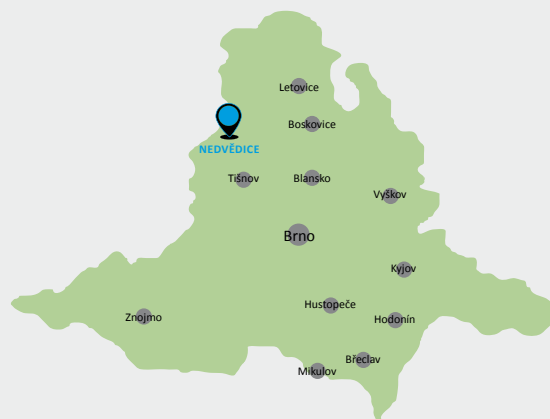 Letovice
Boskovice
NEDVĚDICE
Tišnov
Blansko
Vyškov
Brno
Kyjov
Hustopeče
Znojmo
Hodonín
Břeclav
Mikulov